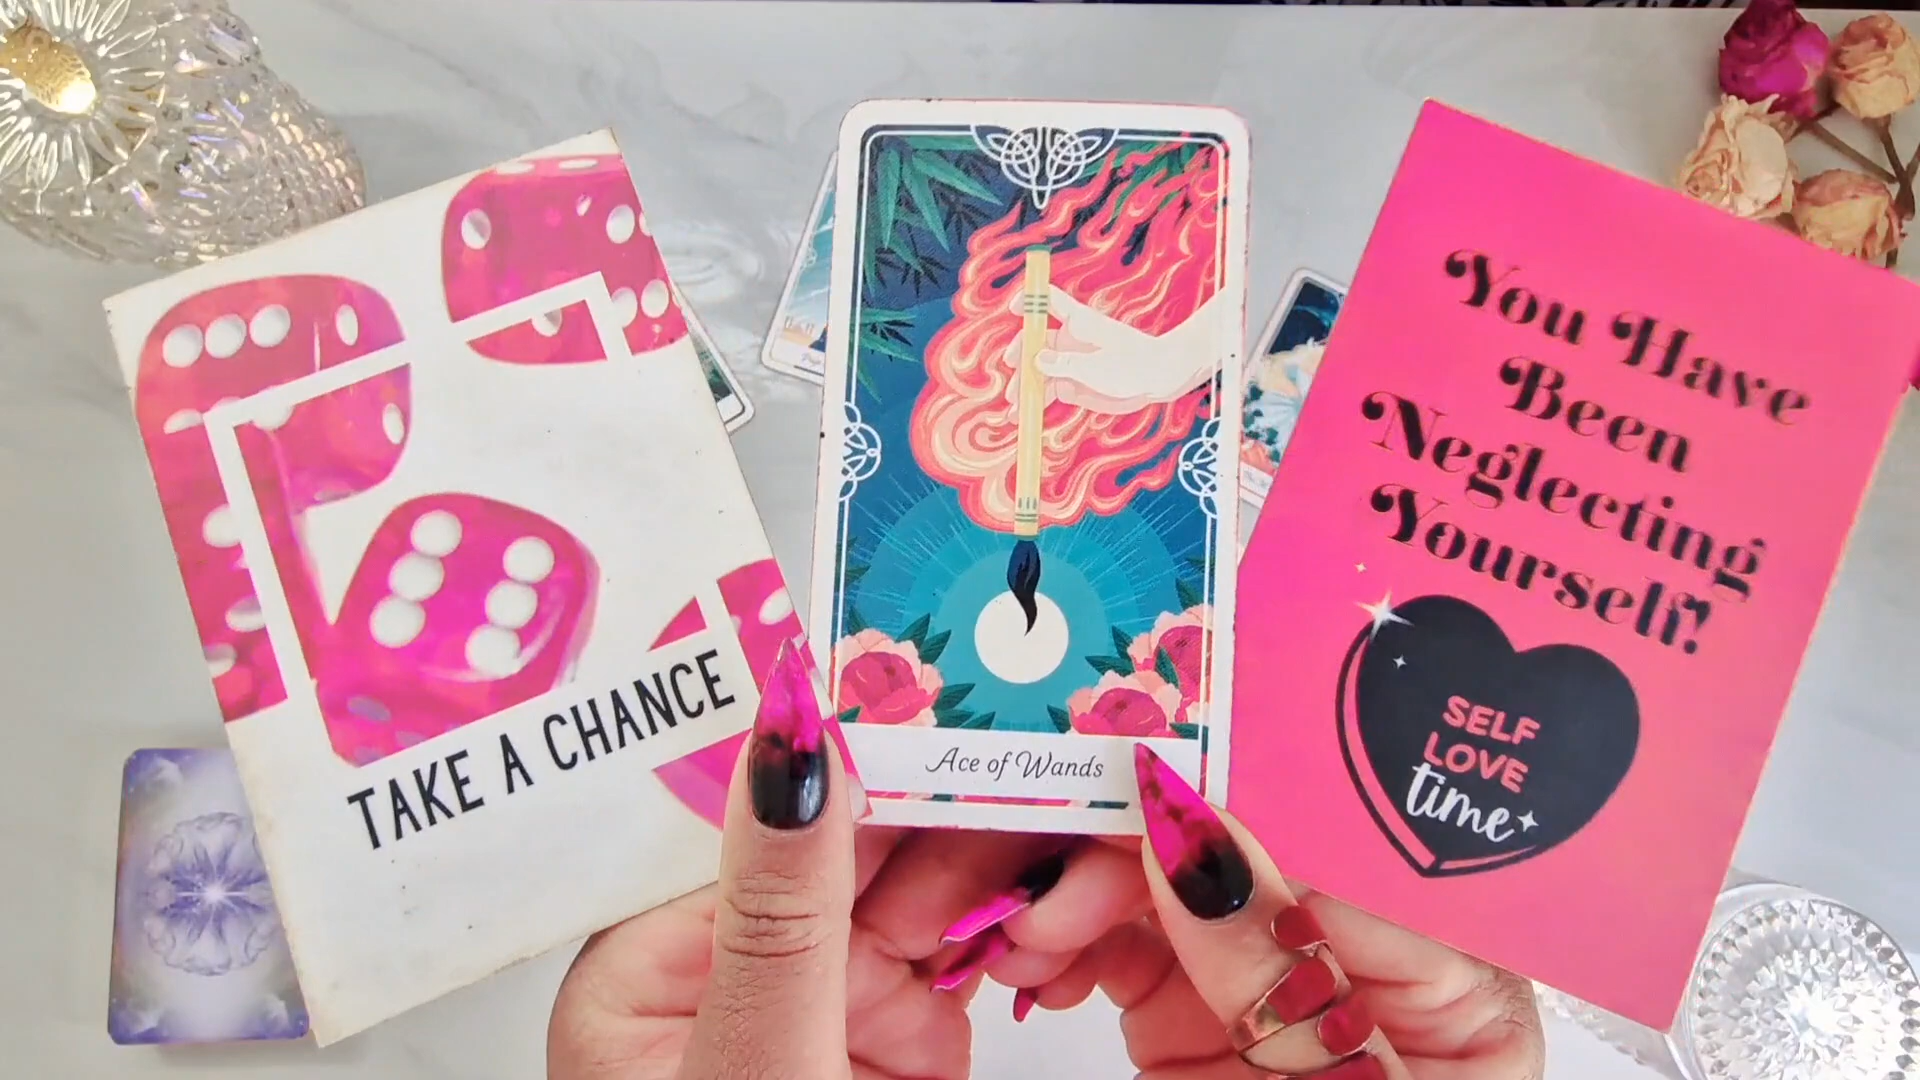 TAKE A CHANCE
Ace of Wands
You Have
Been
Neglecting
Yourself!
SELF
LOVE
time